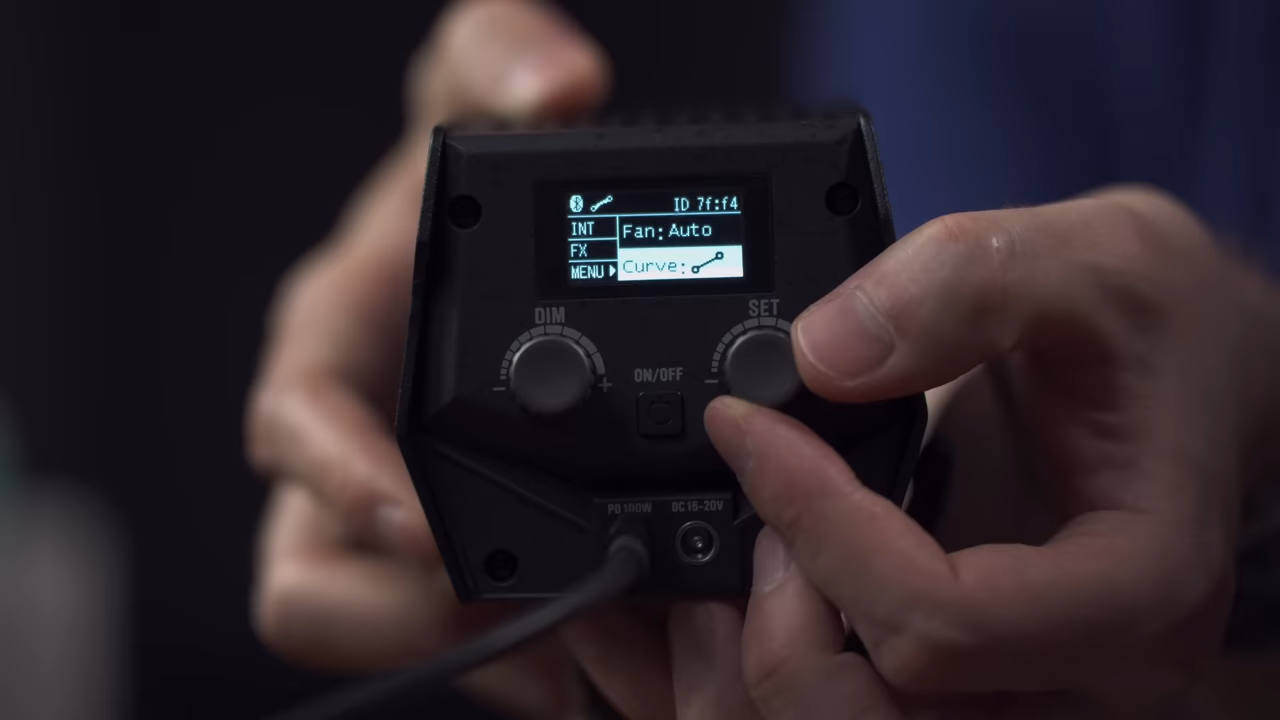 ID 7f:f4
INT
Fan: Auto
FX
Curve:
MENU
DIM
SET
- +
ON/OFF
-
PD 100W
DC 15-20V